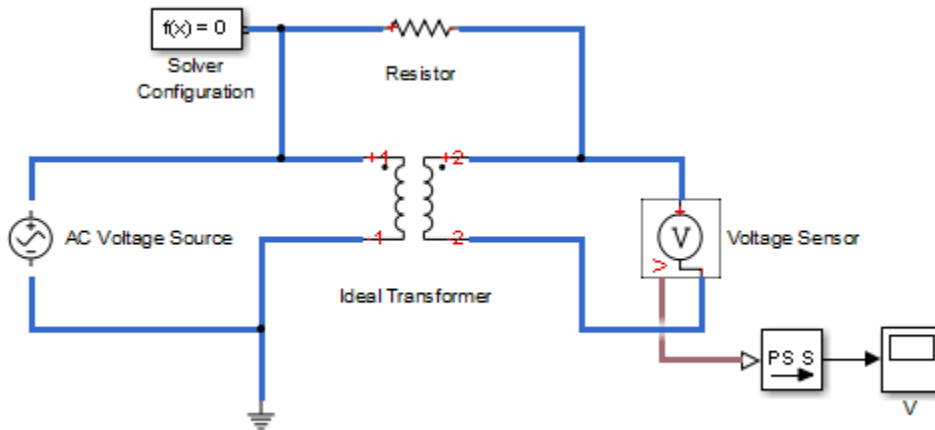 f(x) = 0
Solver
Configuration
+
Resistor
+1
+2
+
AC Voltage Source
-
-1
-2
Ideal Transformer
+
V
V
Voltage Sensor
PS S
V